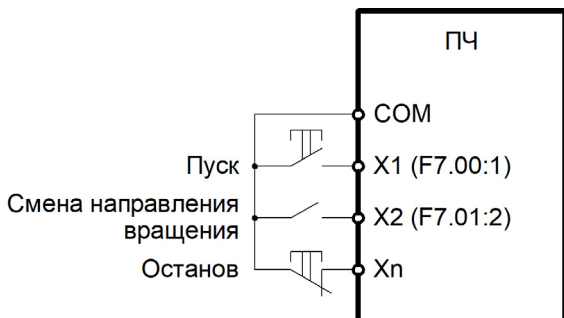 ПЧ
COM
Пуск
X1 (F7.00:1)
Смена направления
вращения
X2 (F7.01:2)
Останов
Xn